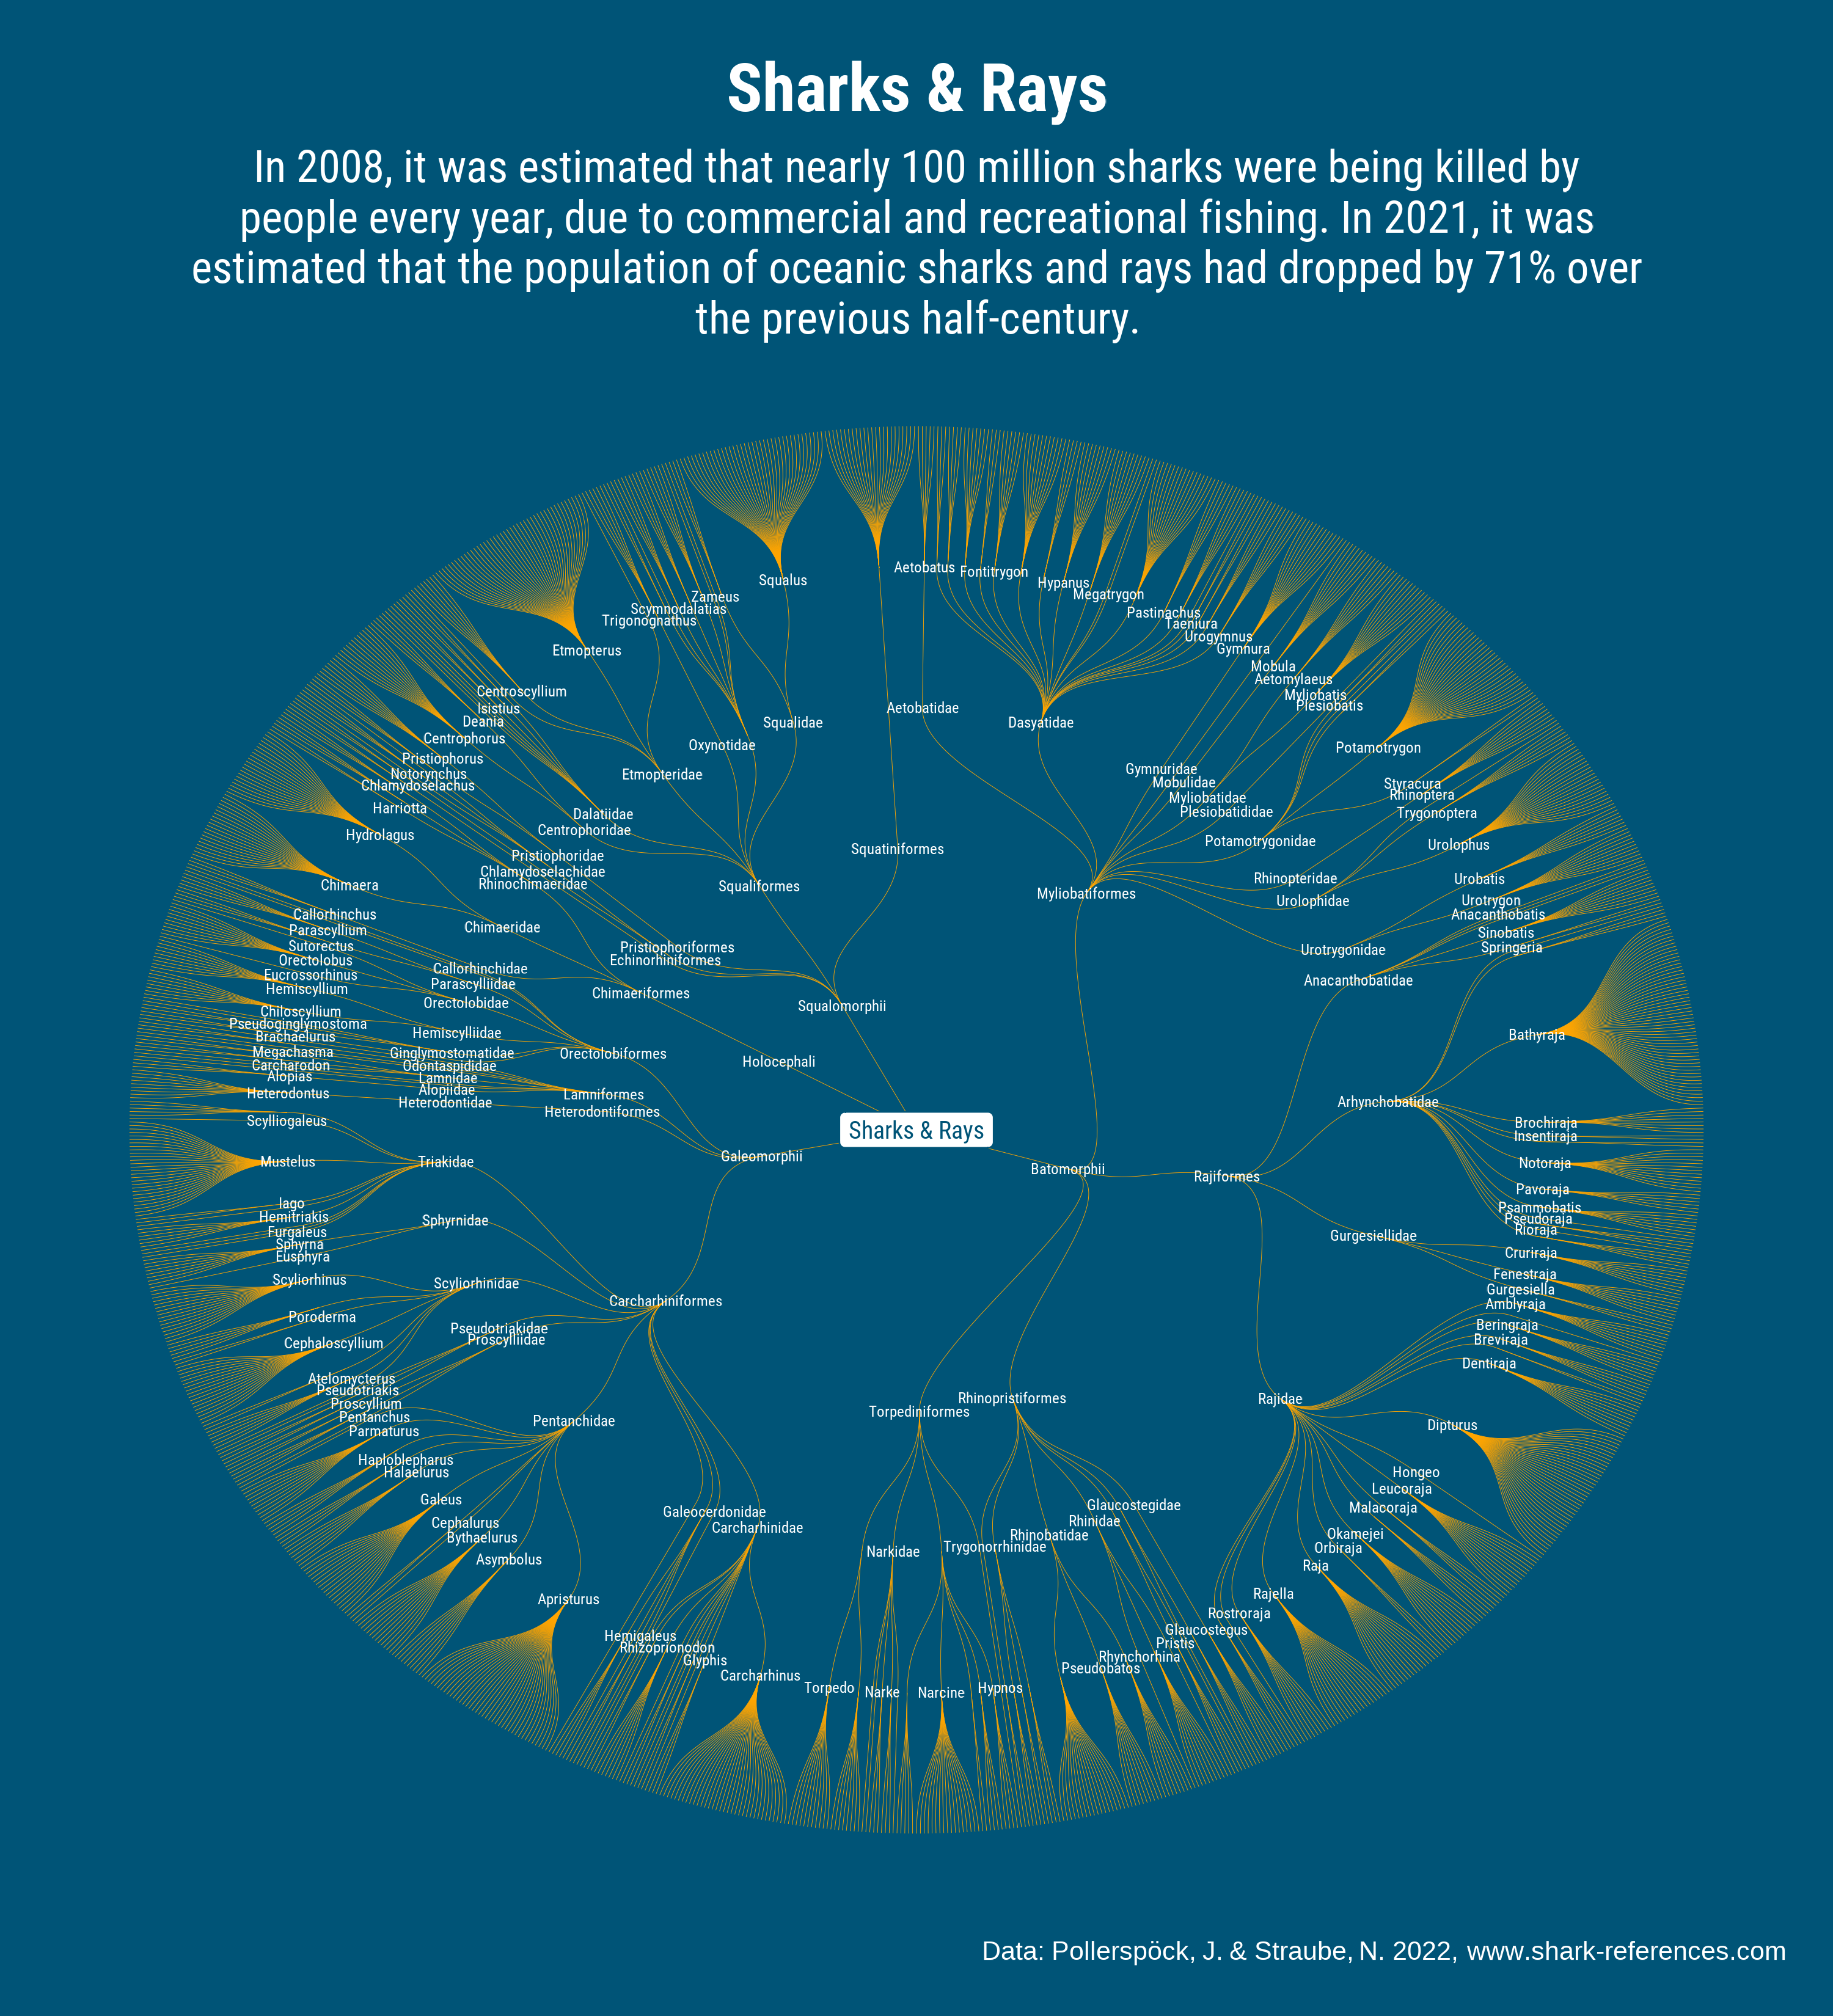 Sharks & Rays
In 2008, it was estimated that nearly 100 million sharks were being killed by
people every year, due to commercial and recreational fishing. In 2021, it was
estimated that the population of oceanic sharks and rays had dropped by 71% over
the previous half-century.
Aetobatus
Fontitrygon
Hypanus
Megatrygon
Pastinachus
Taeniura
Urogymnus
Gymnura
Mobula
Aetomylaeus
Myliobatis
Plesiobatis
Potamotrygon
Styracura
Rhinoptera
Trygonoptera
Urolophus
Urobatis
Urotrygon
Anacanthobatis
Sinobatis
Springeria
Bathyraja
Brochiraja
Insentiraja
Notoraja
Pavoraja
Psammobatis
Pseudoraja
Rioraja
Cruriraja
Fenestraja
Gurgesiella
Amblyraja
Beringraja
Breviraja
Dentiraja
Dipturus
Hongeo
Leucoraja
Malacoraja
Okamejei
Orbiraja
Raja
Rajella
Rostroraja
Glaucostegus
Pristis
Rhynchorhina
Pseudobatos
Hypnos
Narcine
Narke
Torpedo
Carcharhinus
Glyphis
Rhizoprionodon
Hemigaleus
Apristurus
Asymbolus
Bythaelurus
Cephalurus
Galeus
Halaelurus
Haploblepharus
Parmaturus
Pentanchus
Proscyllium
Pseudotriakis
Atelomycterus
Cephaloscyllium
Poroderma
Scyliorhinus
Eusphyra
Sphyrna
Furgaleus
Hemitriakis
Iago
Mustelus
Scylliogaleus
Heterodontus
Alopias
Carcharodon
Megachasma
Brachaelurus
Pseudoginglymostoma
Chiloscyllium
Hemiscyllium
Eucrossorhinus
Orectolobus
Sutorectus
Parascyllium
Callorhinchus
Chimaera
Hydrolagus
Harriotta
Chlamydoselachus
Notorynchus
Pristiophorus
Centrophorus
Deania
Isistius
Centroscyllium
Etmopterus
Trigonognathus
Scymnodalatias
Zameus
Squalus
Aetobatidae
Dasyatidae
Gymnuridae
Mobulidae
Myliobatidae
Plesiobatididae
Potamotrygonidae
Rhinopteridae
Urolophidae
Urotrygonidae
Anacanthobatidae
Arhynchobatidae
Gurgesiellidae
Rajidae
Glaucostegidae
Rhinidae
Rhinobatidae
Trygonorrhinidae
Narkidae
Carcharhinidae
Galeocerdonidae
Pentanchidae
Proscylliidae
Pseudotriakidae
Scyliorhinidae
Sphyrnidae
Triakidae
Heterodontidae
Alopiidae
Lamnidae
Odontaspididae
Ginglymostomatidae
Hemiscylliidae
Orectolobidae
Parascylliidae
Callorhinchidae
Chimaeridae
Rhinochimaeridae
Chlamydoselachidae
Pristiophoridae
Centrophoridae
Dalatiidae
Etmopteridae
Oxynotidae
Squalidae
Squatiniformes
Squaliformes
Myliobatiformes
Pristiophoriformes
Echinorhiniformes
Chimaeriformes
Orectolobiformes
Lamniformes
Heterodontiformes
Carcharhiniformes
Torpediniformes
Rhinopristiformes
Rajiformes
Squalomorphii
Holocephali
Galeomorphii
Batomorphii
Sharks & Rays
Data: Pollerspöck, J. & Straube, N. 2022, www.shark-references.com